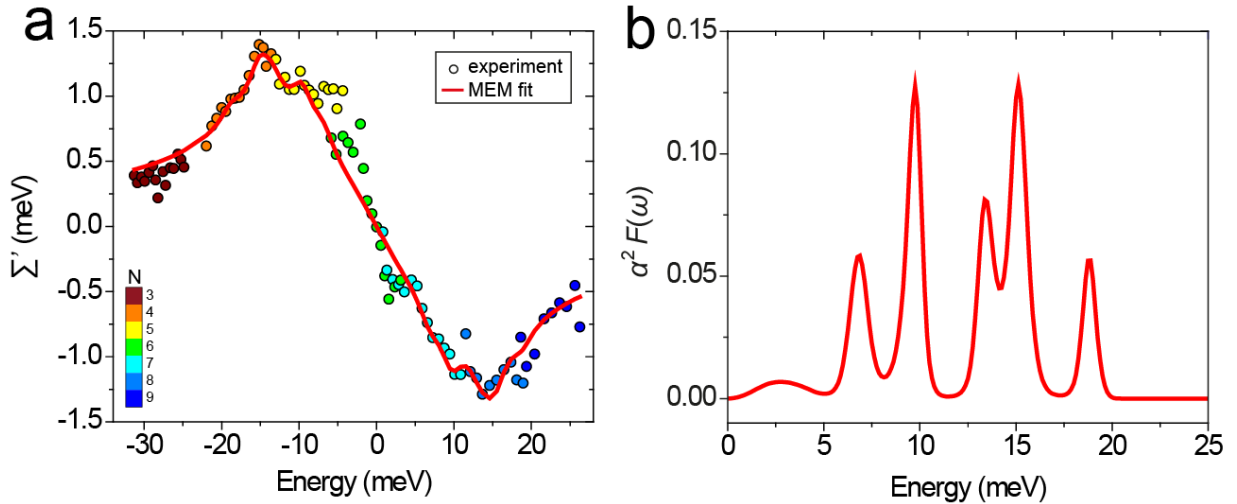 a
1.5
1.0
0.5
0.0
-0.5
-1.0
-1.5
Σ’ (meV)
experiment
MEM fit
N
3
4
5
6
7
8
9
-30 -20 -10 0 10 20
Energy (meV)
b
0.15
0.10
0.05
0.00
α² F(ω)
0 5 10 15 20 25
Energy (meV)